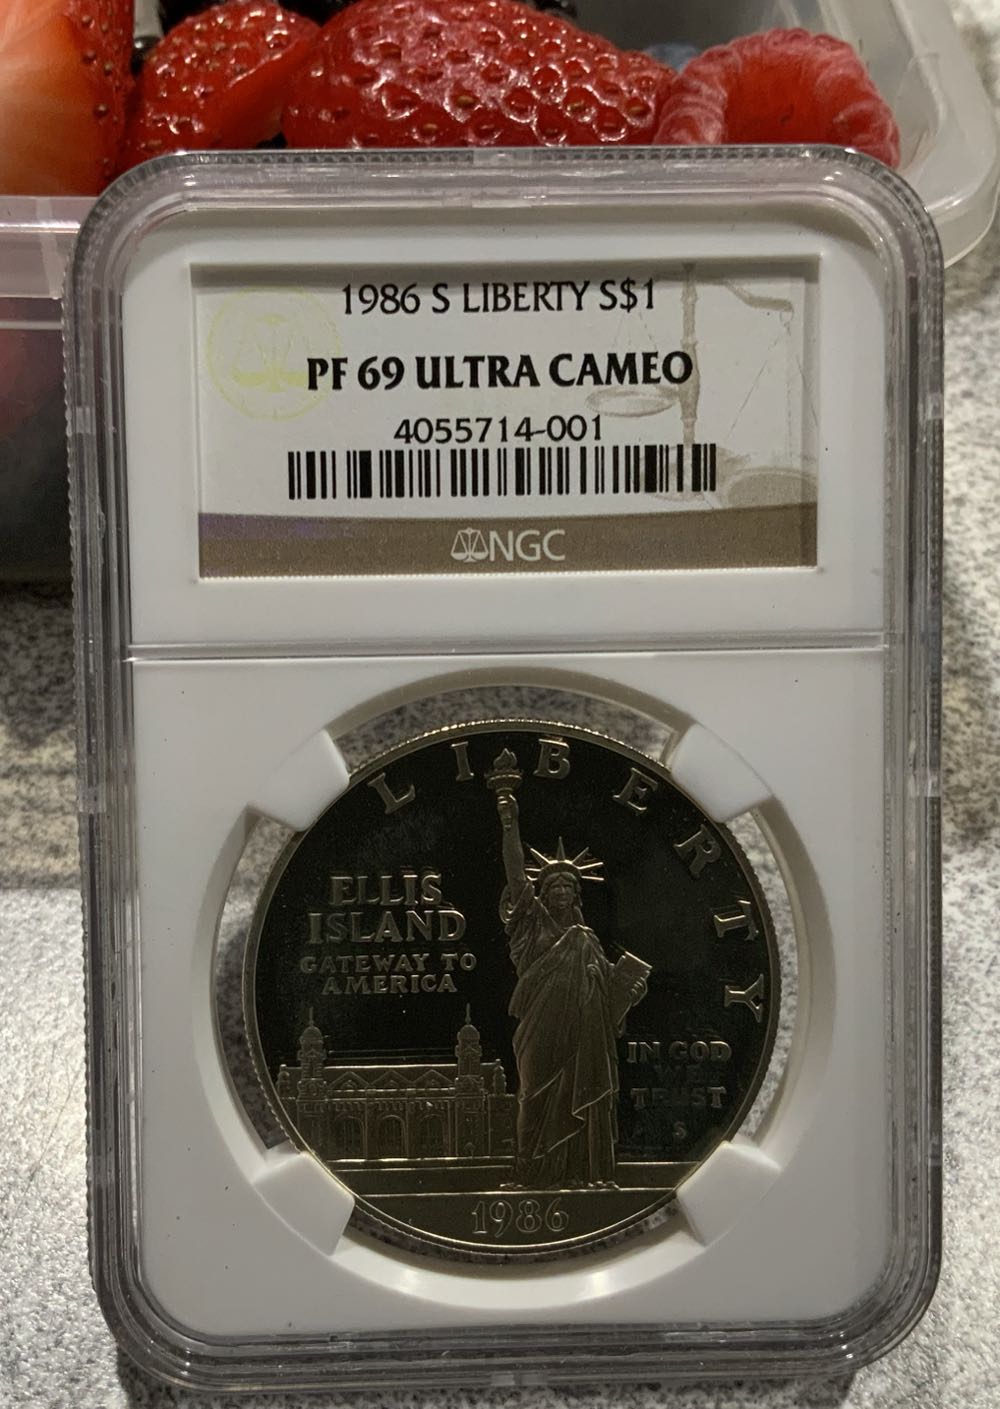 1986 S LIBERTY S$1
PF 69 ULTRA CAMEO
4055714-001
NGC
LIBERTY
ELLIS
ISLAND
GATEWAY TO
AMERICA
IN GOD
WE
TRUST
S
1986